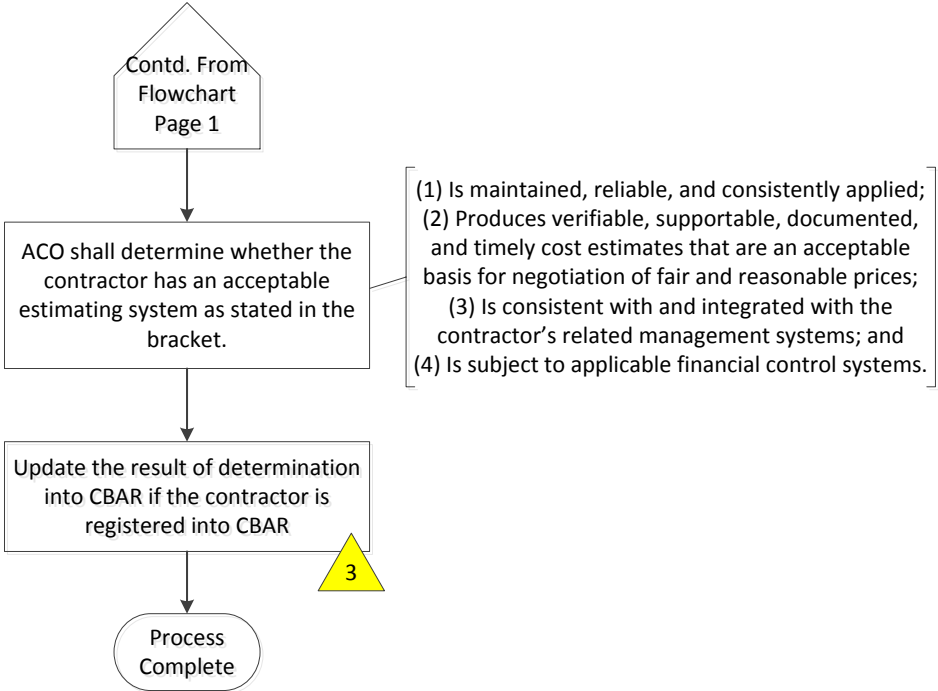 Contd. From
Flowchart
Page 1
(1) Is maintained, reliable, and consistently applied;
(2) Produces verifiable, supportable, documented,
and timely cost estimates that are an acceptable
basis for negotiation of fair and reasonable prices;
(3) Is consistent with and integrated with the
contractor’s related management systems; and
(4) Is subject to applicable financial control systems.
ACO shall determine whether the
contractor has an acceptable
estimating system as stated in the
bracket.
Update the result of determination
into CBAR if the contractor is
registered into CBAR
3
Process
Complete